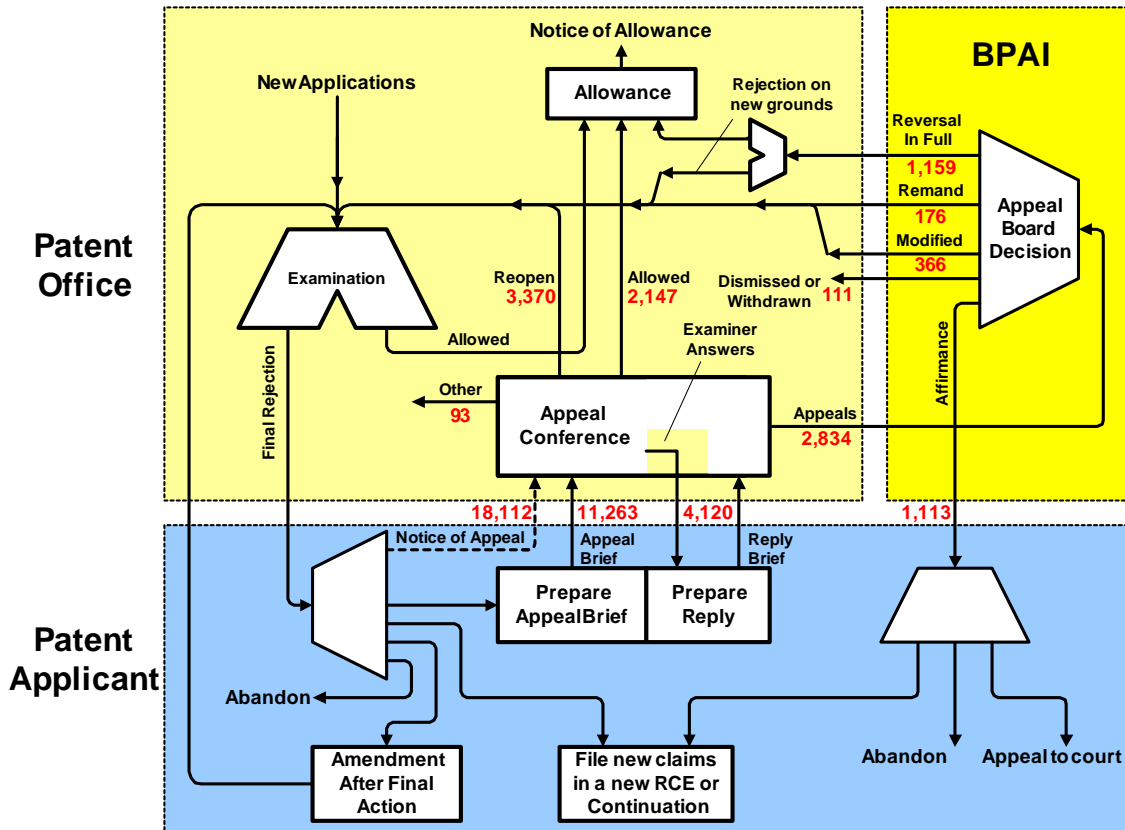 Notice of Allowance
BPAI
New Applications
Allowance
Rejection on
new grounds
Reversal
In Full
1,159
Remand
176
Modified
366
Appeal
Board
Decision
Patent
Office
Examination
Reopen
3,370
Allowed
2,147
Dismissed or
Withdrawn
111
Allowed
Examiner
Answers
Final Rejection
Affirmance
Other
93
Appeal
Conference
Appeals
2,834
18,112
11,263
4,120
1,113
Notice of Appeal
Appeal
Brief
Reply
Brief
Prepare
Appeal Brief
Prepare
Reply
Patent
Applicant
Abandon
Amendment
After Final
Action
File new claims
in a new RCE or
Continuation
Abandon
Appeal to court